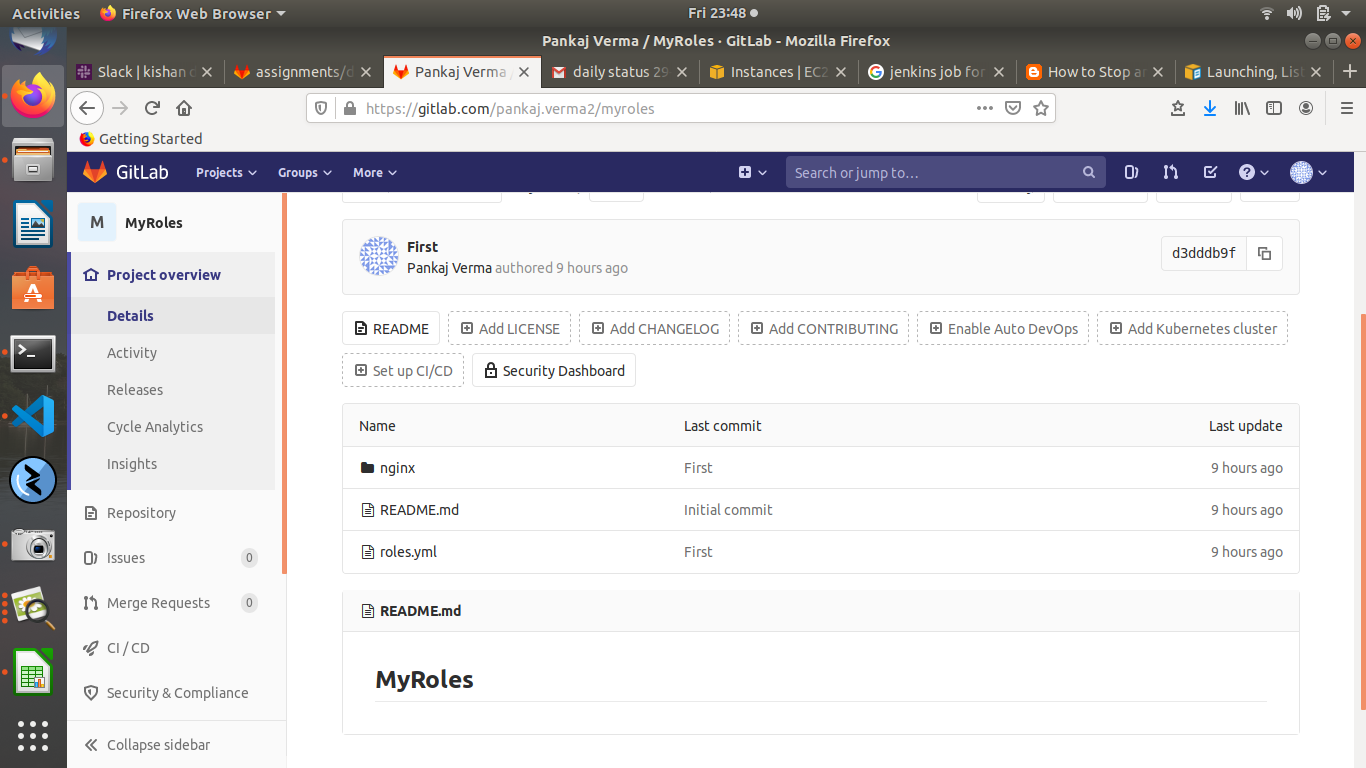 Activities Firefox Web Browser Fri 23:48
Pankaj Verma / MyRoles · GitLab - Mozilla Firefox
Slack | kishan assignments/d Pankaj Verma / daily status 29 Instances | EC2 jenkins job for How to Stop an Launching, List
https://gitlab.com/pankaj.verma2/myroles
Getting Started
GitLab Projects Groups More Search or jump to…
M MyRoles
Project overview
Details
Activity
Releases
Cycle Analytics
Insights
Repository
Issues 0
Merge Requests 0
CI / CD
Security & Compliance
Collapse sidebar
First
Pankaj Verma authored 9 hours ago
d3dddb9f
README Add LICENSE Add CHANGELOG Add CONTRIBUTING Enable Auto DevOps Add Kubernetes cluster
Set up CI/CD Security Dashboard
Name Last commit Last update
nginx First 9 hours ago
README.md Initial commit 9 hours ago
roles.yml First 9 hours ago
README.md
MyRoles